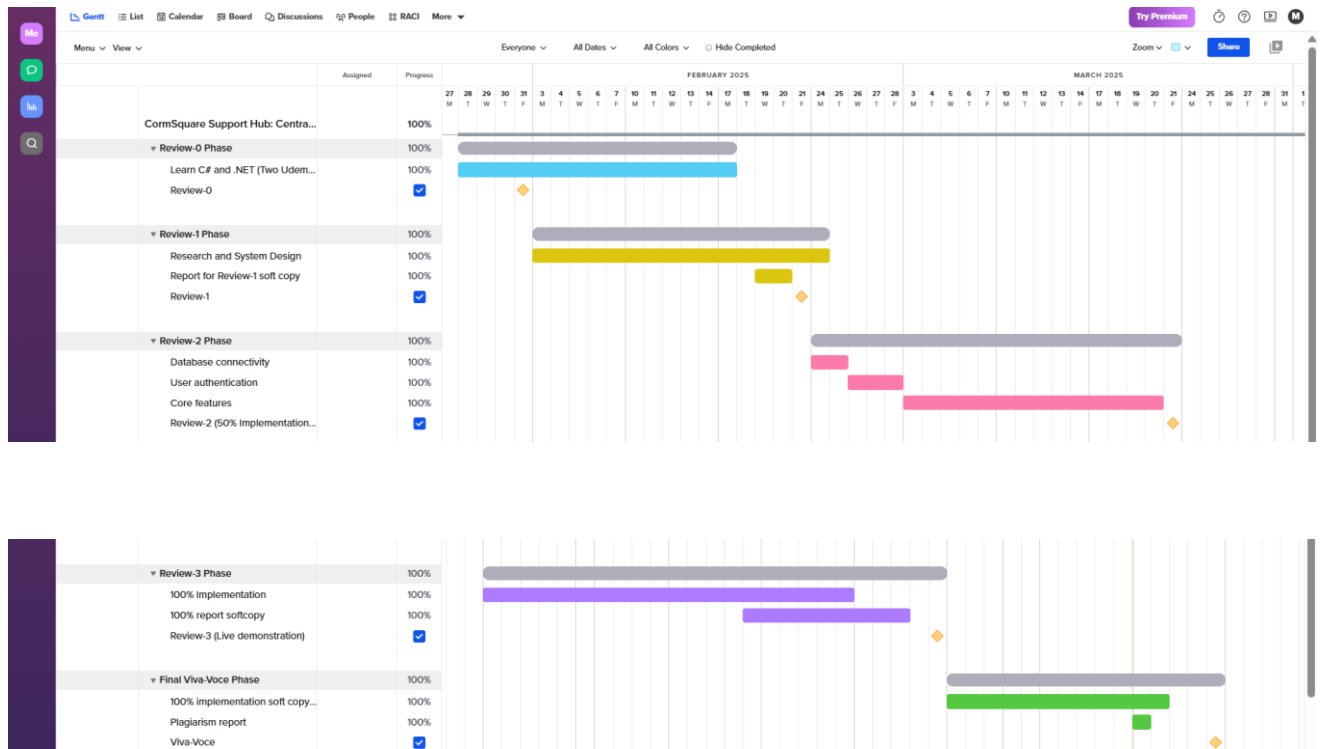 Me
Gantt List Calendar Board Discussions People RACI More
Try Premium
M
Menu View Everyone All Dates All Colors Hide Completed Zoom Share
Assigned Progress FEBRUARY 2025 MARCH 2025
27 28 29 30 31 3 4 5 6 7 10 11 12 13 14 17 18 19 20 21 24 25 26 27 28 3 4 5 6 7 10 11 12 13 14 17 18 19 20 21 24 25 26 27 28 31 1
M T W T F M T W T F M T W T F M T W T F M T W T F M T W T F M T W T F M T W T F M T W T F M T
CormSquare Support Hub: Centra... 100%
Review-0 Phase 100%
Learn C# and .NET (Two Udem... 100%
Review-0
Review-1 Phase 100%
Research and System Design 100%
Report for Review-1 soft copy 100%
Review-1
Review-2 Phase 100%
Database connectivity 100%
User authentication 100%
Core features 100%
Review-2 (50% Implementation...
Review-3 Phase 100%
100% Implementation 100%
100% report softcopy 100%
Review-3 (Live demonstration)
Final Viva-Voce Phase 100%
100% implementation soft copy... 100%
Plagiarism report 100%
Viva-Voce